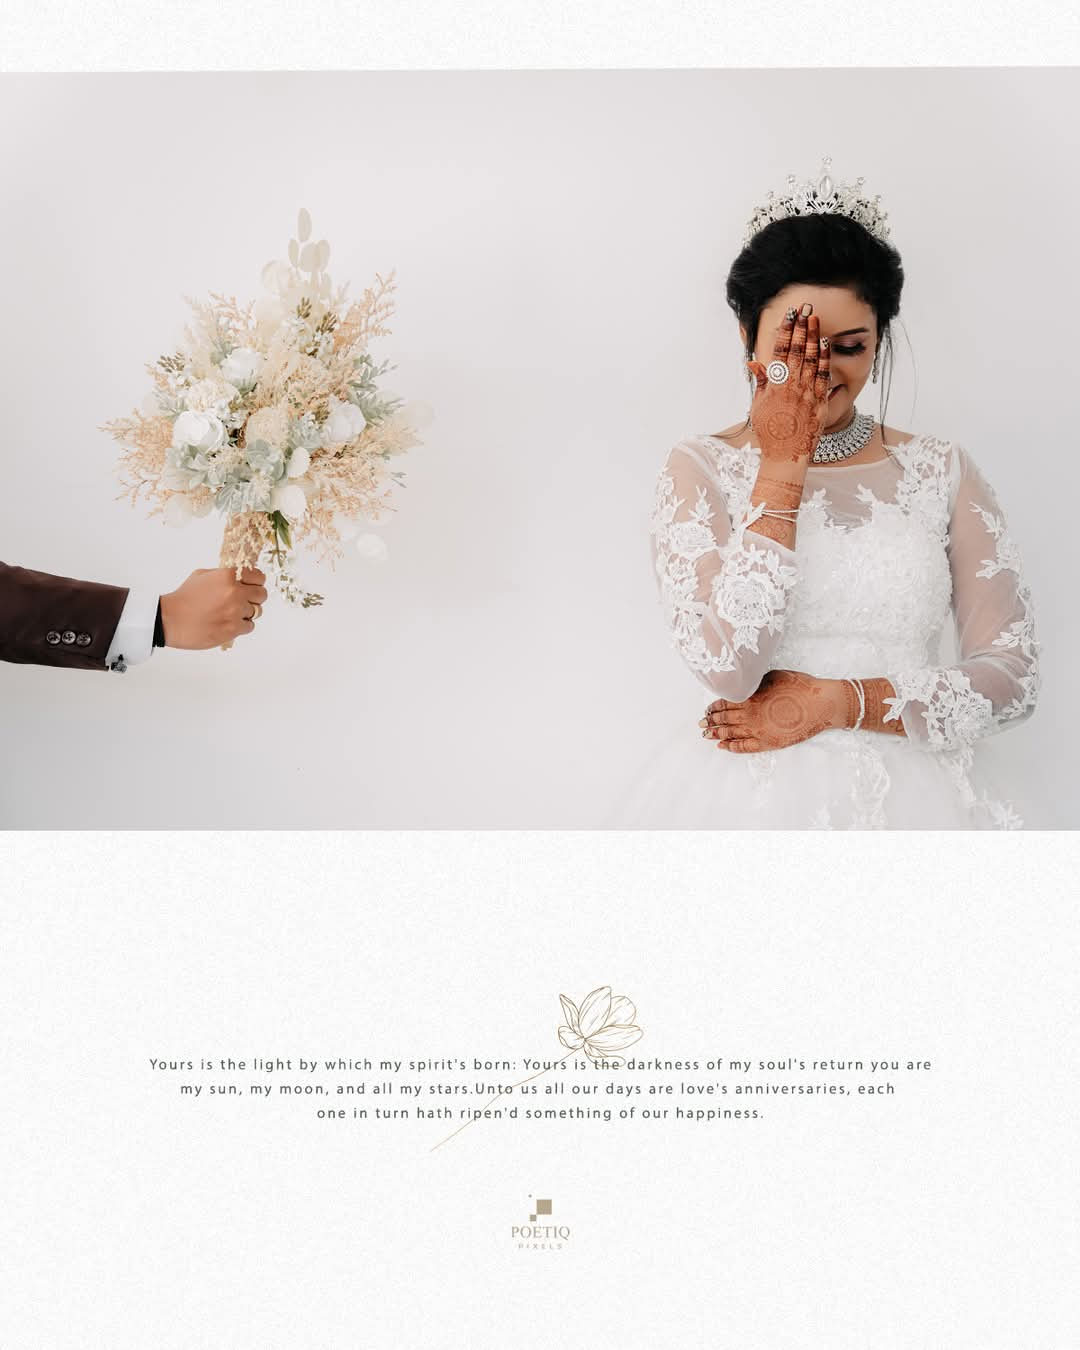 Yours is the light by which my spirit's born: Yours is the darkness of my soul's return you are
my sun, my moon, and all my stars.Unto us all our days are love's anniversaries, each
one in turn hath ripen'd something of our happiness.
POETIQ
PIXELS